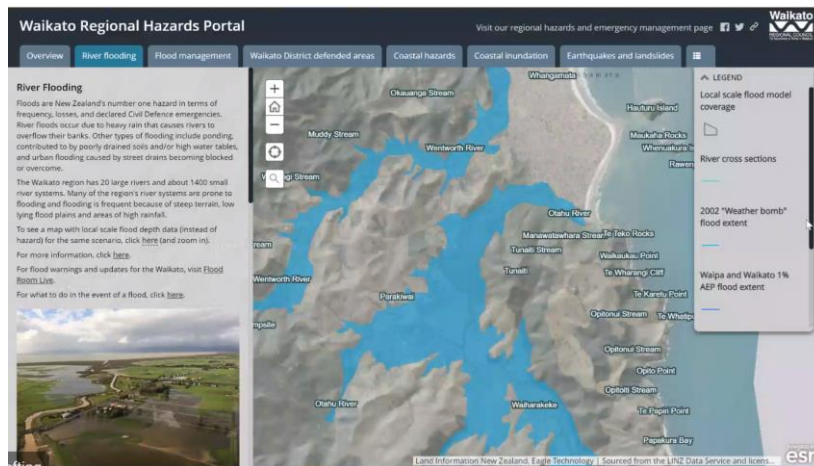 Waikato Regional Hazards Portal
Visit our regional hazards and emergency management page
Waikato
REGIONAL COUNCIL
Overview
River flooding
Flood management
Waikato District defended areas
Coastal hazards
Coastal inundation
Earthquakes and landslides
River Flooding
Floods are New Zealand's number one hazard in terms of
frequency, losses, and declared Civil Defence emergencies.
River floods occur due to heavy rain that causes rivers to
overflow their banks. Other types of flooding include ponding,
contributed to by poorly drained soils and/or high water tables,
and urban flooding caused by street drains becoming blocked
or overcome.
The Waikato region has 20 large rivers and about 1400 small
river systems. Many of the region's river systems are prone to
flooding and flooding is frequent because of steep terrain, low
lying flood plains and areas of high rainfall.
To see a map with local scale flood depth data (instead of
hazard) for the same scenario, click here (and zoom in).
For more information, click here.
For flood warnings and updates for the Waikato, visit Flood
Room Live.
For what to do in the event of a flood, click here.
Whangamata
Okauanga Stream
Hauturu Island
Muddy Stream
Maukaha Rocks
Wentworth River
Whenuakura
Rawen
gi Stream
Otahu River
Manawatawhara Stream
Te Teko Rocks
Tunaiti Stream
Waikaukau Point
ream
Tunaiti
Te Wharangi Cliff
Wentworth River
Te Karetu Point
Parakiwai
Opitonui Stream
Te Whatip
mpsite
Opitonui Stream
Opito Point
Opitoiti Stream
Otahu River
Waiharakeke
Te Papin Point
Papakura Bay
LEGEND
Local scale flood model
coverage
River cross sections
2002 "Weather bomb"
flood extent
Waipa and Waikato 1%
AEP flood extent
Land Information New Zealand, Eagle Technology | Sourced from the LINZ Data Service and licens...
esri